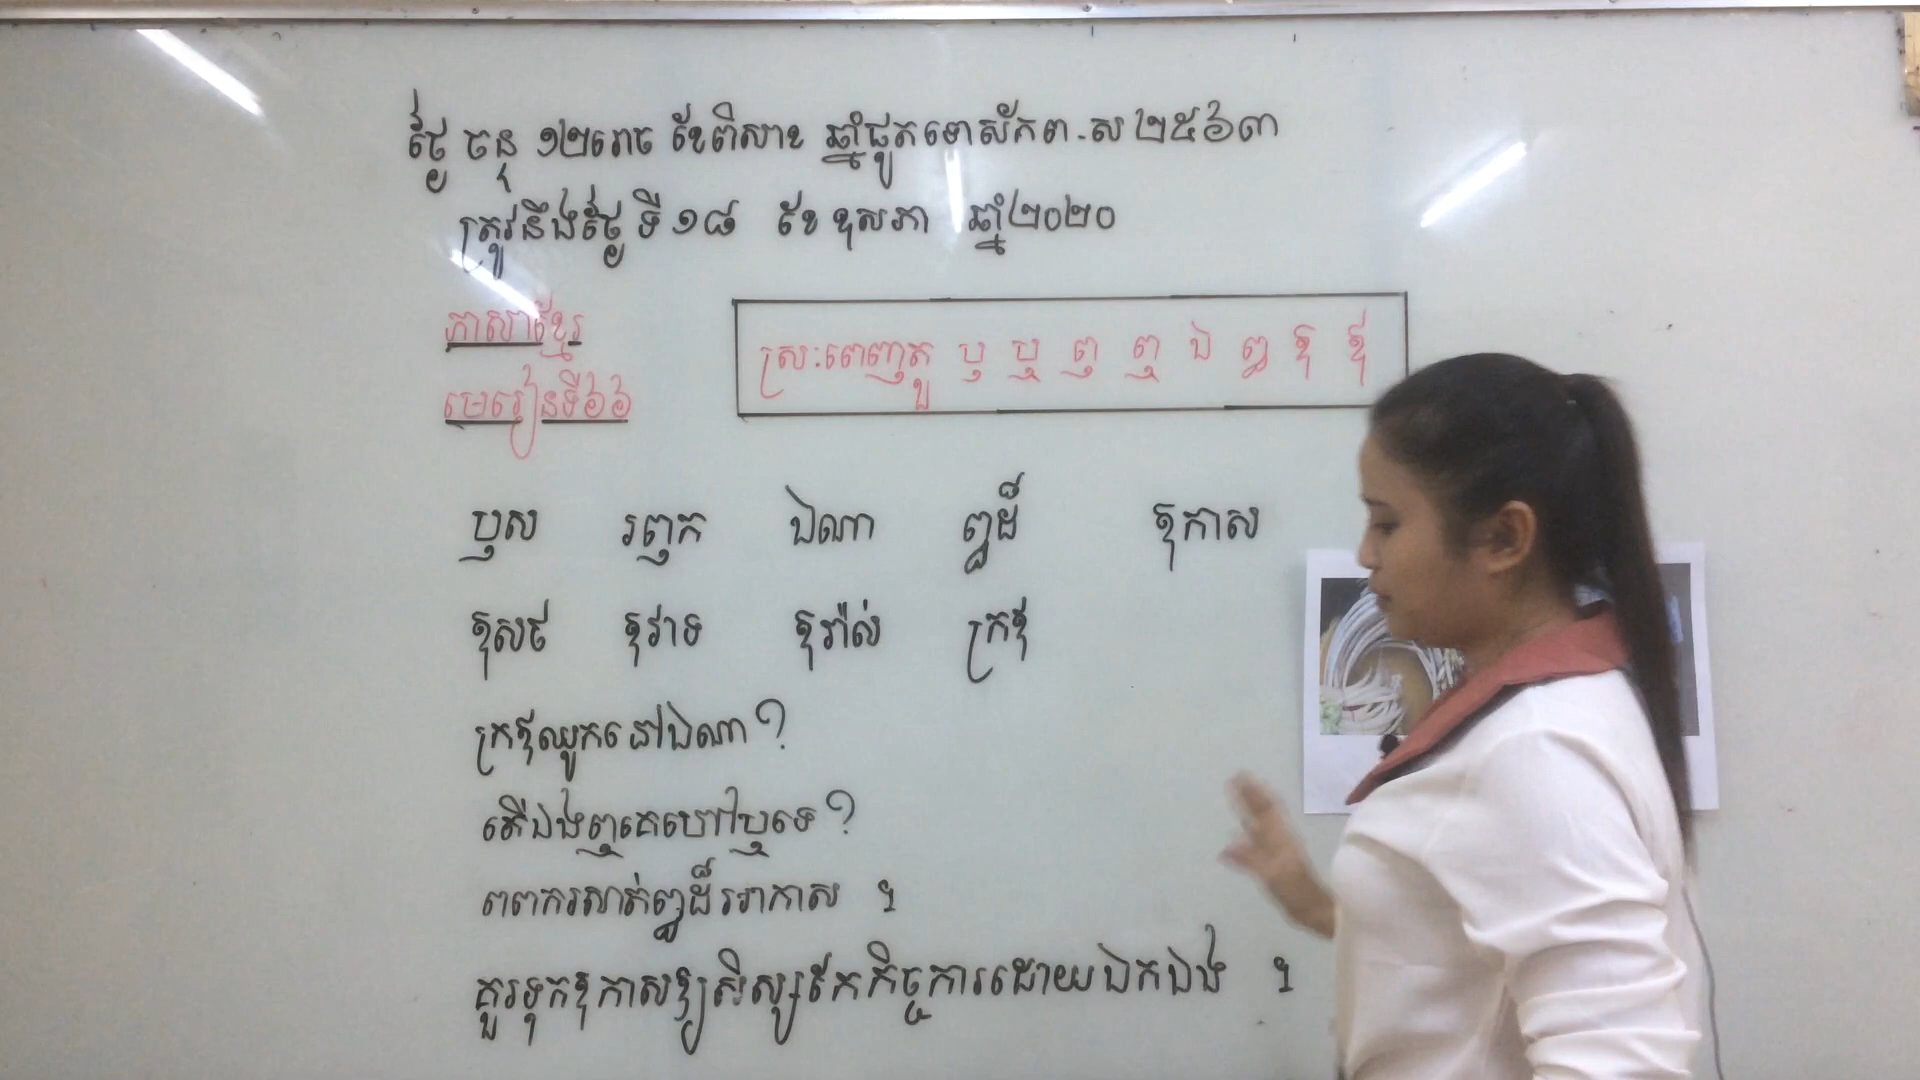 ថ្ងៃ ចន្ទ ១២រោច ខែពិសាខ ឆ្នាំជូតទោស័ក ព.ស ២៥៦៣
ត្រូវនឹងថ្ងៃ ទី ១៨ ខែ ឧសភា ឆ្នាំ២០២០
ភាសាខ្មែរ
ស្រៈពេញតួ ឫ ឬ ឭ ឮ ឯ ឰ ឱ ឳ
មេរៀនទី៦៦
ឫស រឭក ឯណា ឰដ៏ ឱកាស
ឱសថ ឱវាទ ឱរ៉ាល់ ក្រឳ
ក្រឳឈូកនៅឯណា?
តើឯងឮគេហៅឬទេ?
ពពករសាត់ឰដ៏អាកាស ។
គួរទុកឱកាសឱ្យសិស្សកែកិច្ចការដោយឯកឯង ។